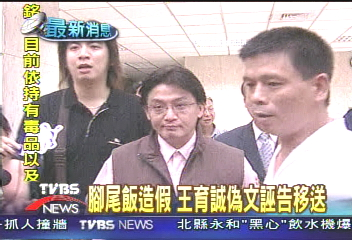 最新消息
銘
目前依持有毒品以及
TVBS
NEWS
腳尾飯造假 王育誠偽文誣告移送
TVBS
NEWS
抓人撞牆
北縣永和"黑心"飲水機爆